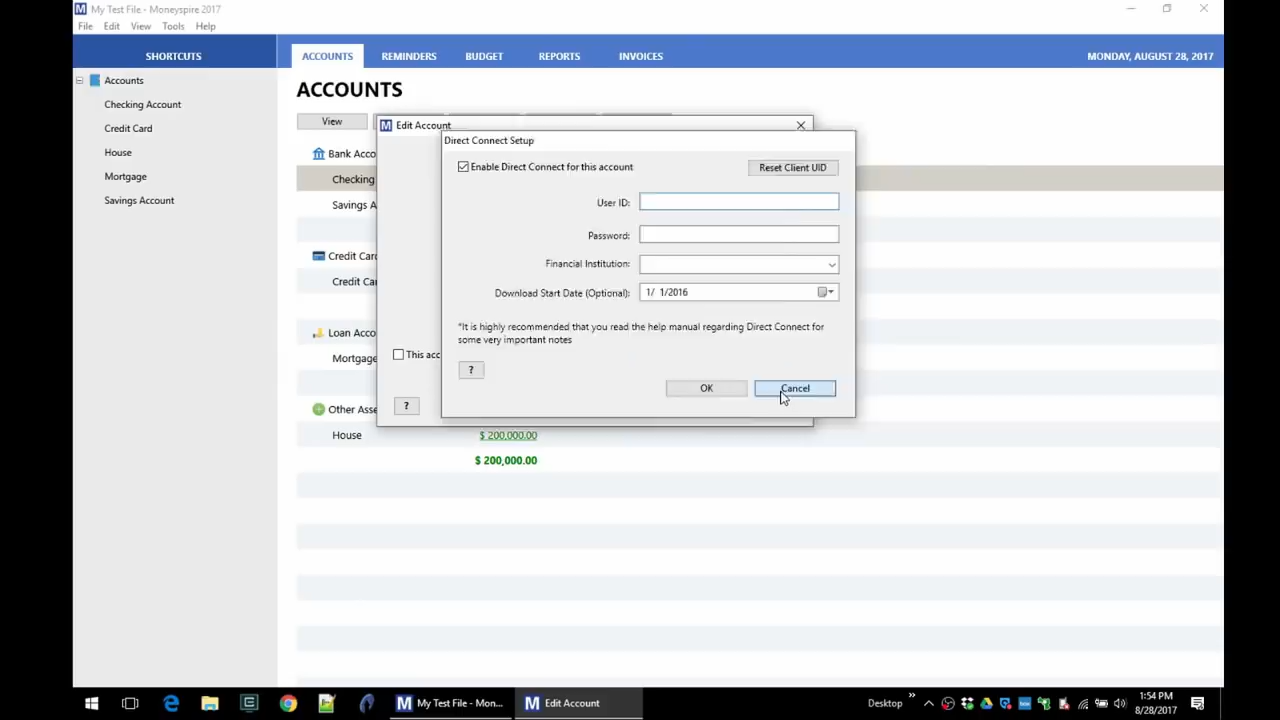 My Test File - Moneyspire 2017
File Edit View Tools Help
SHORTCUTS
ACCOUNTS REMINDERS BUDGET REPORTS INVOICES
MONDAY, AUGUST 28, 2017
Accounts
Checking Account
Credit Card
House
Mortgage
Savings Account
ACCOUNTS
View
Bank Acco
Checking
Savings A
Credit Card
Credit Ca
Loan Acco
Mortgage
Other Asse
House $ 200,000.00
$ 200,000.00
Edit Account
This acc
?
Direct Connect Setup
Enable Direct Connect for this account
Reset Client UID
User ID:
Password:
Financial Institution:
Download Start Date (Optional): 1/ 1/2016
*It is highly recommended that you read the help manual regarding Direct Connect for
some very important notes
?
OK Cancel
My Test File - Mon...
Edit Account
Desktop
1:54 PM
8/28/2017